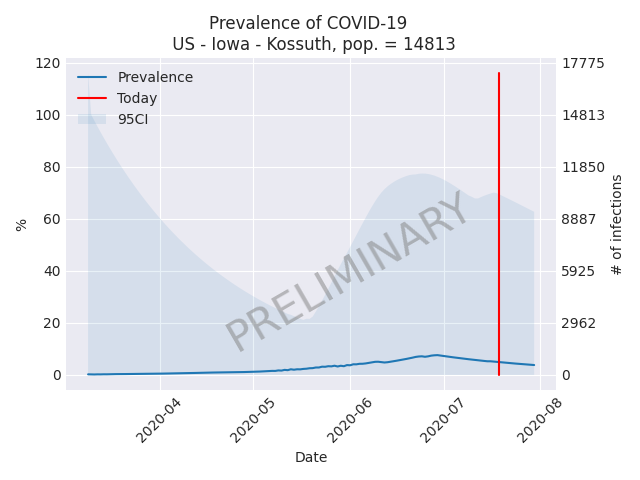 Prevalence of COVID-19
US - Iowa - Kossuth, pop. = 14813
120
100
80
60
40
20
0
%
Prevalence
Today
95CI
PRELIMINARY
17775
14813
11850
8887
5925
2962
0
# of infections
2020-04
2020-05
2020-06
2020-07
2020-08
Date